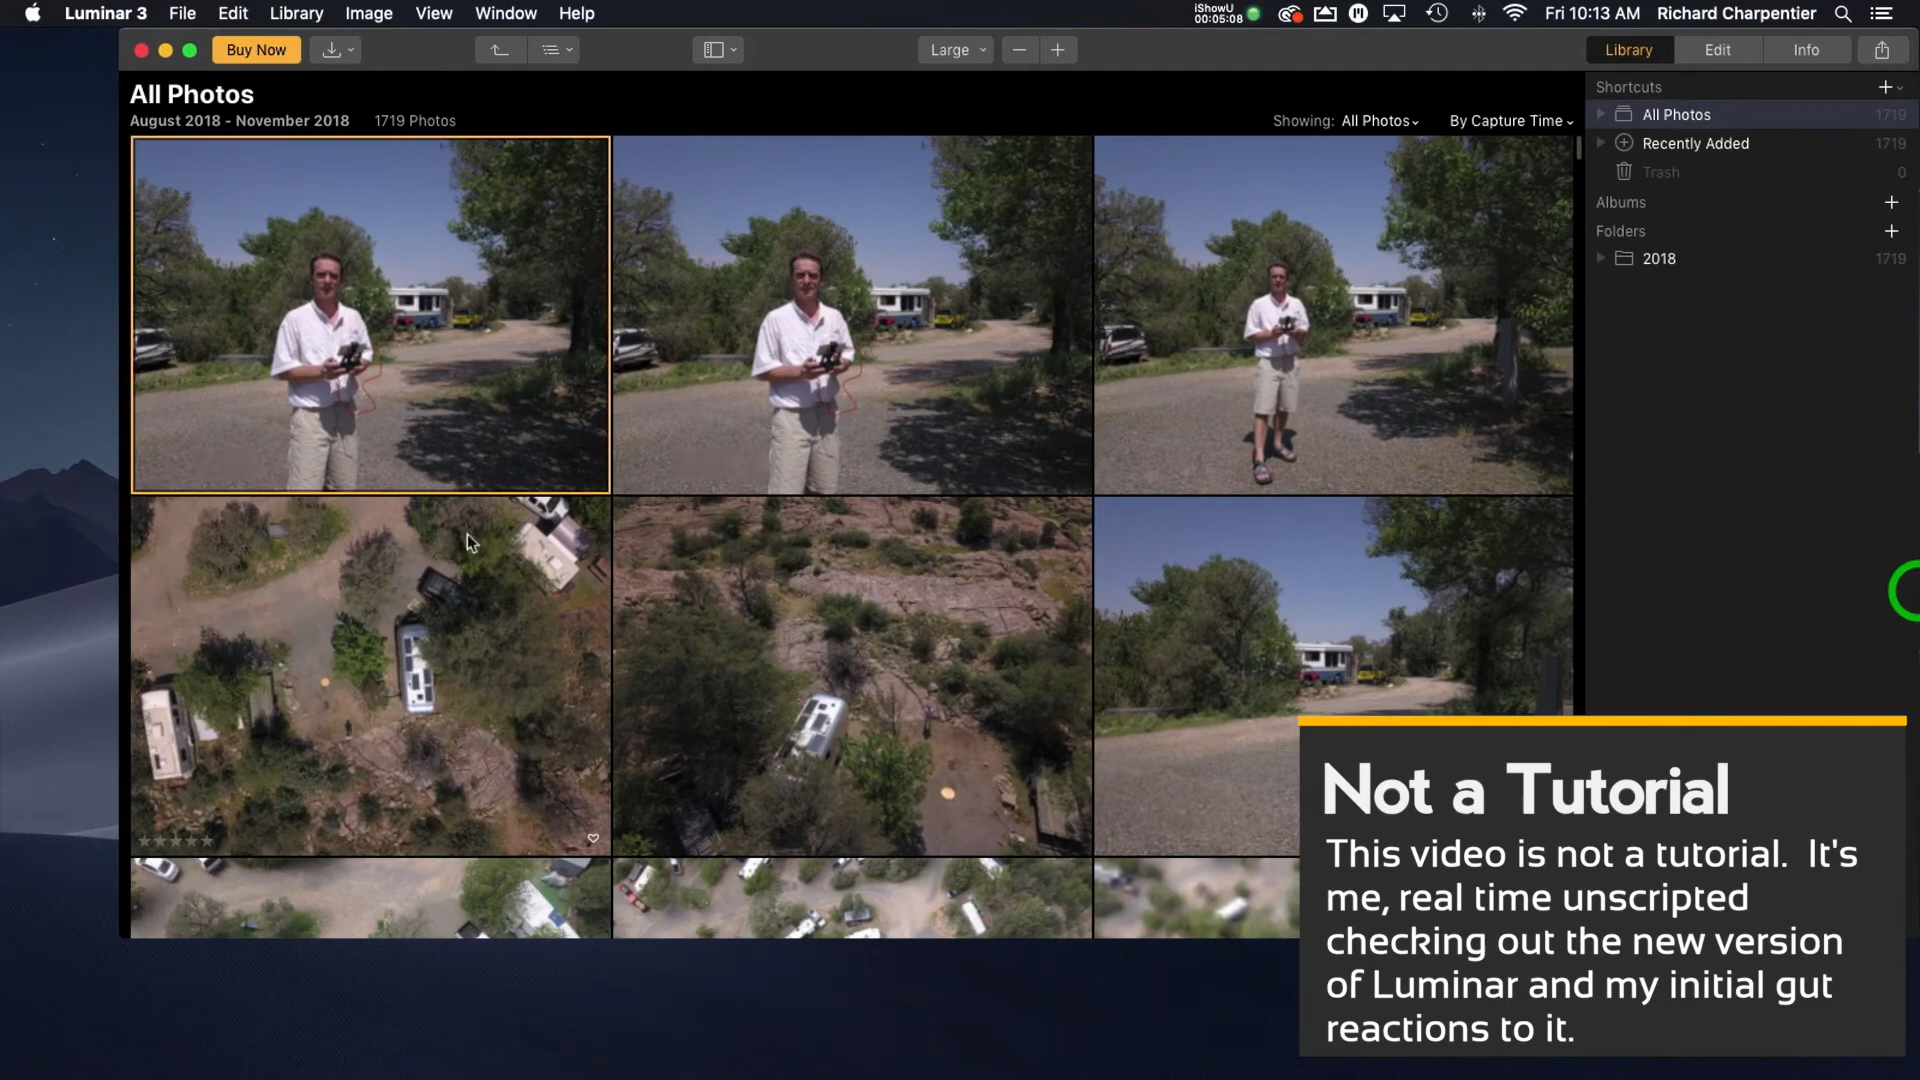 Luminar 3 File Edit Library Image View Window Help iShowU 00:05:08 Fri 10:13 AM Richard Charpentier
Buy Now Large Library Edit Info
All Photos
August 2018 - November 2018 1719 Photos Showing: All Photos By Capture Time
Shortcuts
All Photos 1719
Recently Added 1719
Trash 0
Albums
Folders
2018 1719
Not a Tutorial
This video is not a tutorial. It's
me, real time unscripted
checking out the new version
of Luminar and my initial gut
reactions to it.